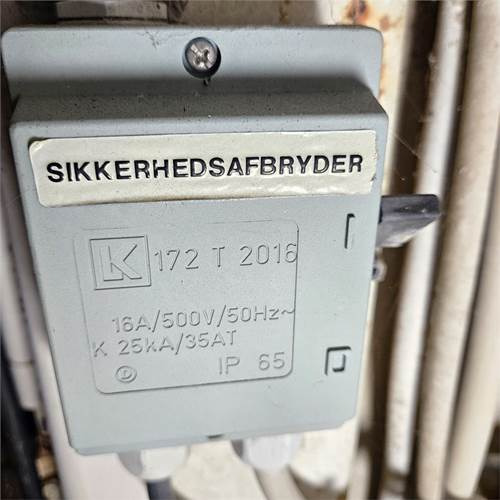 SIKKERHEDSAFBRYDER
LK 172 T 2016
16A/500V/50Hz~
K 25kA/35AT
D IP 65